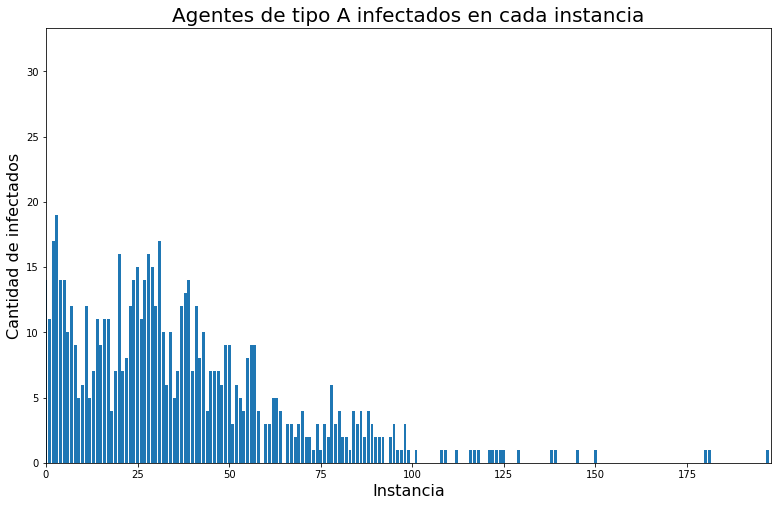 Agentes de tipo A infectados en cada instancia
Cantidad de infectados
30
25
20
15
10
5
0
0 25 50 75 100 125 150 175
Instancia